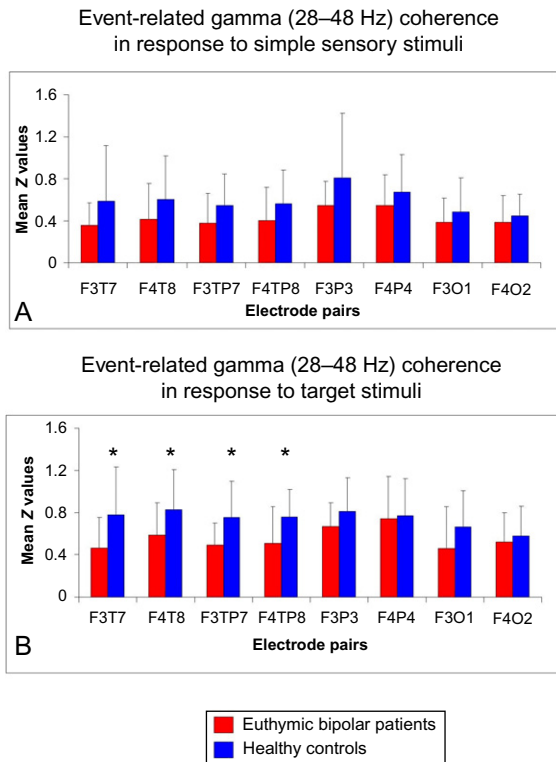 Event-related gamma (28–48 Hz) coherence
in response to simple sensory stimuli
1.6
1.2
0.8
0.4
0
Mean Z values
F3T7 F4T8 F3TP7 F4TP8 F3P3 F4P4 F3O1 F4O2
Electrode pairs
A
Event-related gamma (28–48 Hz) coherence
in response to target stimuli
1.6
1.2
0.8
0.4
0
Mean Z values
* * * *
F3T7 F4T8 F3TP7 F4TP8 F3P3 F4P4 F3O1 F4O2
Electrode pairs
B
Euthymic bipolar patients
Healthy controls